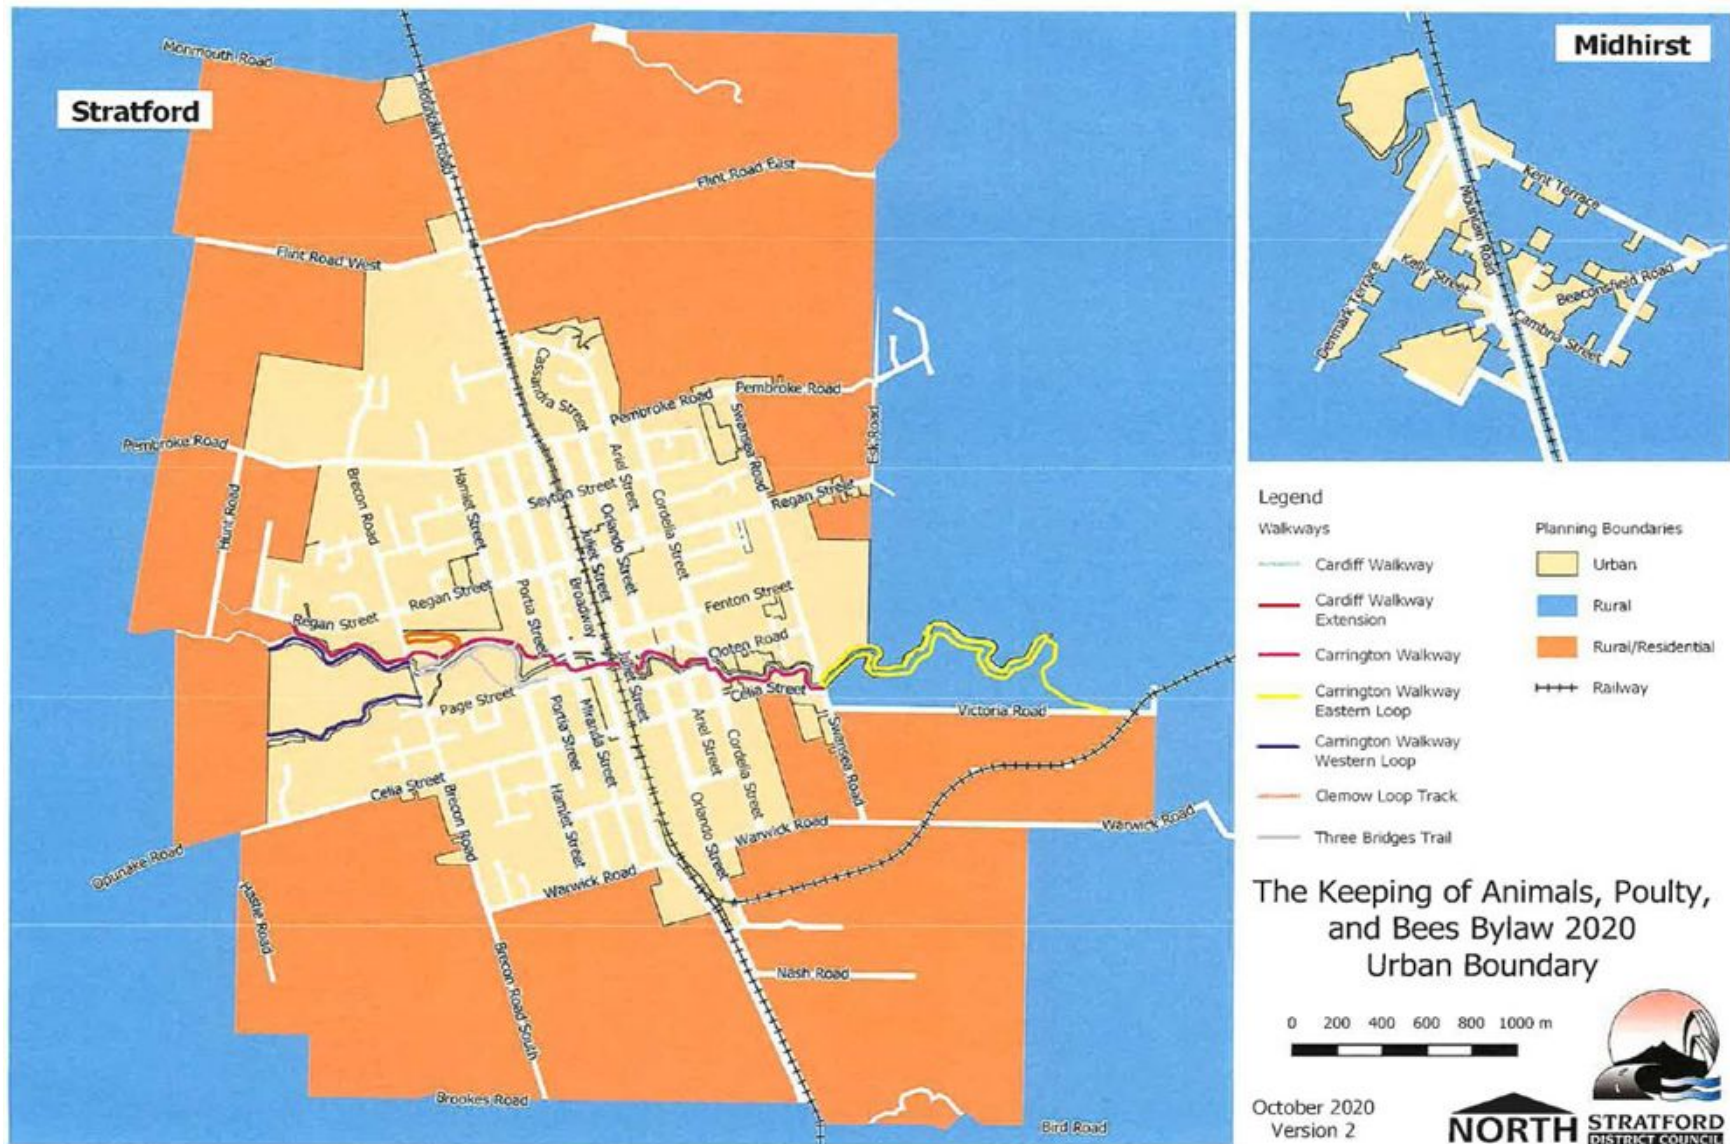 Stratford
Midhirst
Monmouth Road
Mountain Road
Flint Road East
Flint Road West
Cassandra Street
Pembroke Road
Pembroke Road
Pembroke Road
Swansea Road
Esk Road
Hunt Road
Brecon Road
Hamlet Street
Seyton Street
Ariel Street
Orlando Street
Cordelia Street
Juliet Street
Regan Street
Regan Street
Regan Street
Portia Street
Broadway
Fenton Street
Cloten Road
Juliet Street
Celia Street
Page Street
Portia Street
Miranda Street
Ariel Street
Cordelia Street
Swansea Road
Victoria Road
Celia Street
Brecon Road
Hamlet Street
Orlando Street
Warwick Road
Warwick Road
Warwick Road
Opunake Road
Hastie Road
Brecon Road South
Nash Road
Brookes Road
Bird Road
Kent Terrace
Mountain Road
Kelly Street
Denmark Terrace
Beaconsfield Road
Cambria Street
Legend
Walkways
Cardiff Walkway
Cardiff Walkway
Extension
Carrington Walkway
Carrington Walkway
Eastern Loop
Carrington Walkway
Western Loop
Clemow Loop Track
Three Bridges Trail
Planning Boundaries
Urban
Rural
Rural/Residential
Railway
The Keeping of Animals, Poulty,
and Bees Bylaw 2020
Urban Boundary
0 200 400 600 800 1000 m
October 2020
Version 2
NORTH
STRATFORD
DISTRICT COUNCIL